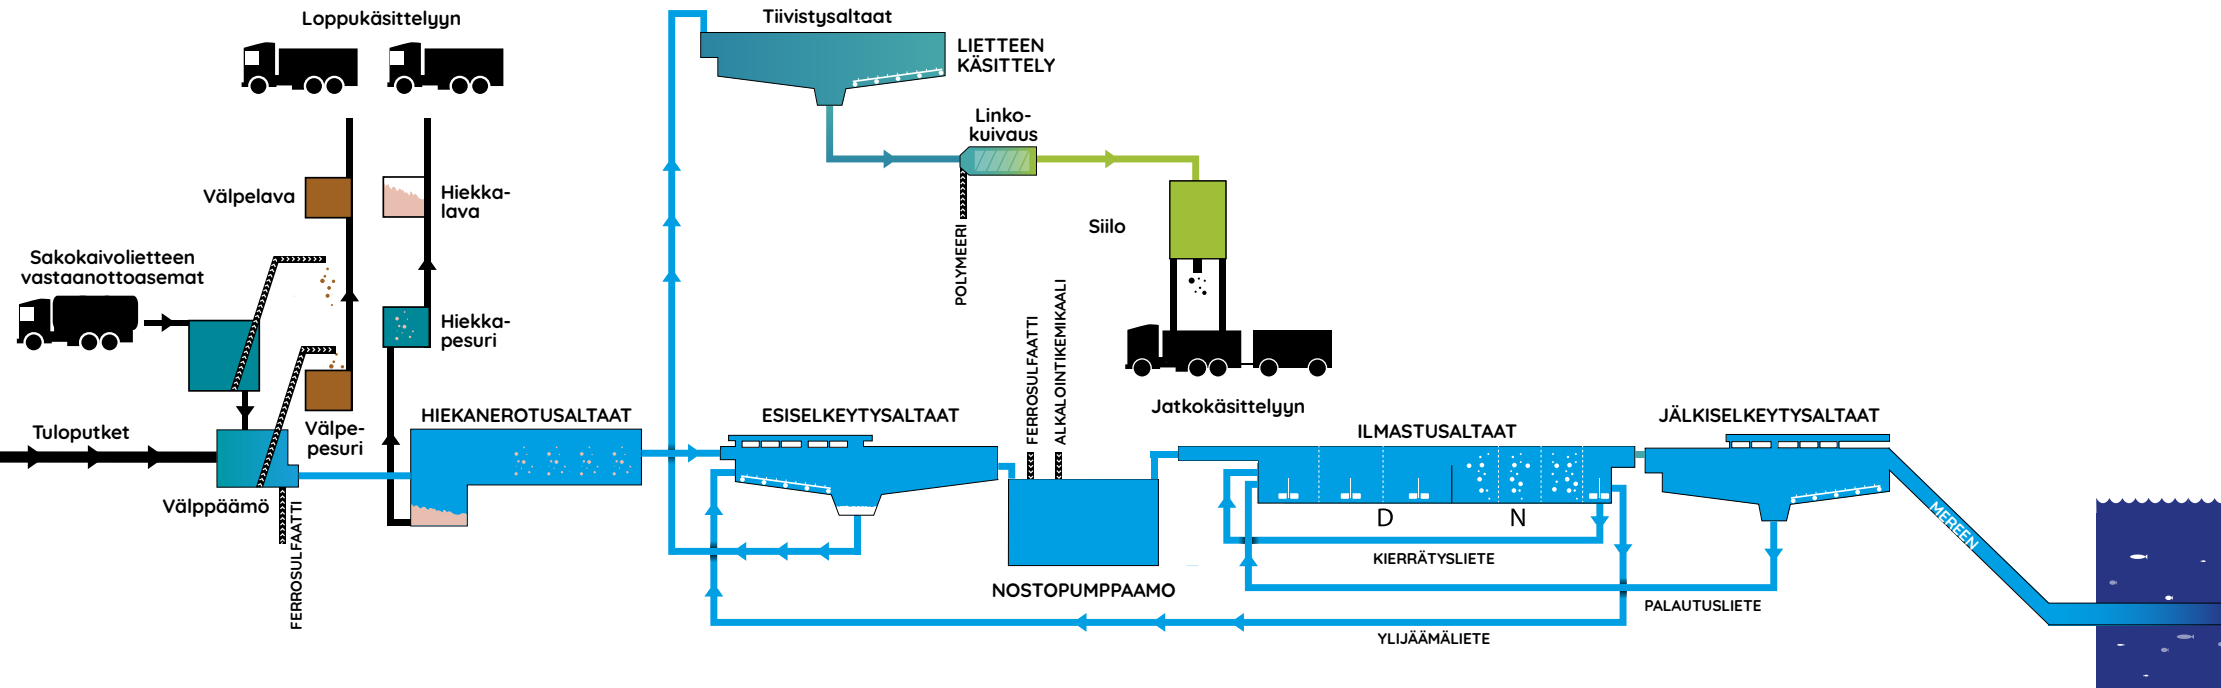 Loppukäsittelyyn
Tiivistysaltaat
LIETTEEN
KÄSITTELY
Linko-
kuivaus
Välpelava
Hiekka-
lava
Siilo
POLYMEERI
Sakokaivolietteen
vastaanottoasemat
Hiekka-
pesuri
FERROSULFAATTI
ALKALOINTIKEMIKAALI
Jatkokäsittelyyn
Tuloputket
Välpe-
pesuri
HIEKANEROTUSALTAAT
ESISELKEYTYSALTAAT
ILMASTUSALTAAT
JÄLKISELKEYTYSALTAAT
Välppäämö
FERROSULFAATTI
D
N
MEREEN
KIERRÄTYSLIETE
NOSTOPUMPPAAMO
PALAUTUSLIETE
YLIJÄÄMÄLIETE